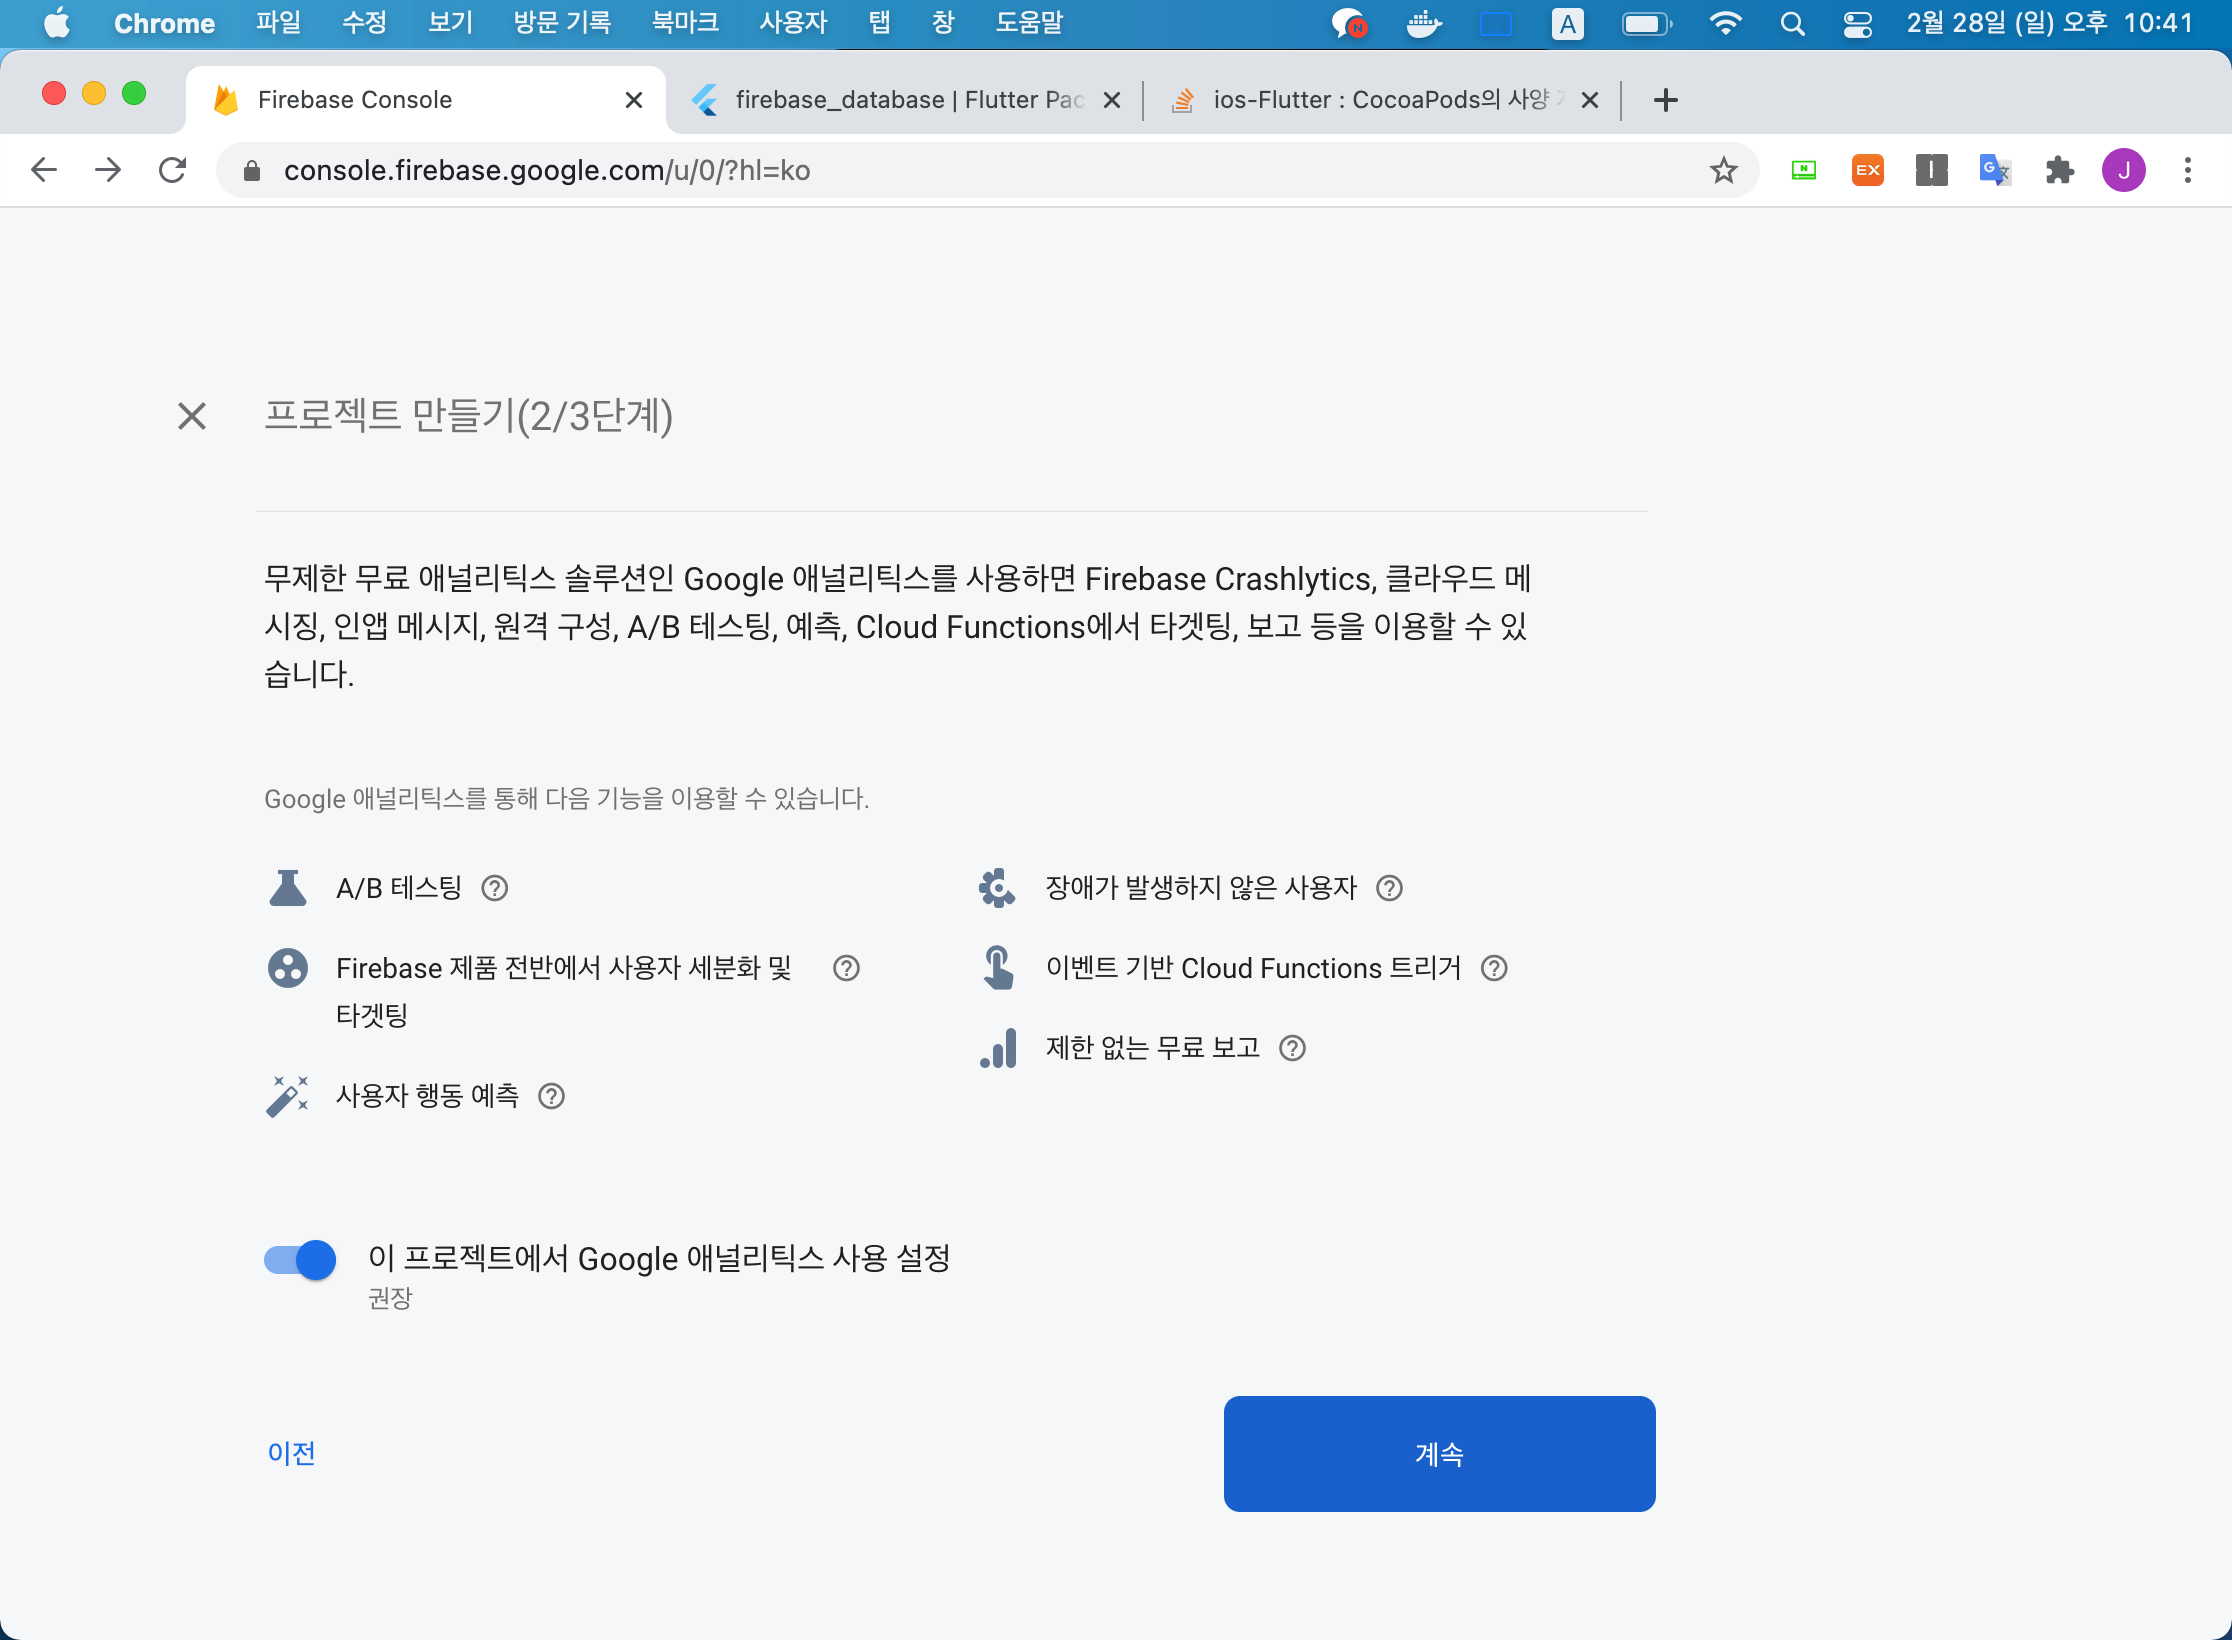 Chrome 파일 수정 보기 방문 기록 북마크 사용자 탭 창 도움말 A 2월 28일 (일) 오후 10:41
Firebase Console firebase_database | Flutter Pac ios-Flutter : CocoaPods의 사양
console.firebase.google.com/u/0/?hl=ko N EX G J
프로젝트 만들기(2/3단계)
무제한 무료 애널리틱스 솔루션인 Google 애널리틱스를 사용하면 Firebase Crashlytics, 클라우드 메
시징, 인앱 메시지, 원격 구성, A/B 테스팅, 예측, Cloud Functions에서 타겟팅, 보고 등을 이용할 수 있
습니다.
Google 애널리틱스를 통해 다음 기능을 이용할 수 있습니다.
A/B 테스팅
Firebase 제품 전반에서 사용자 세분화 및
타겟팅
사용자 행동 예측
장애가 발생하지 않은 사용자
이벤트 기반 Cloud Functions 트리거
제한 없는 무료 보고
이 프로젝트에서 Google 애널리틱스 사용 설정
권장
이전
계속